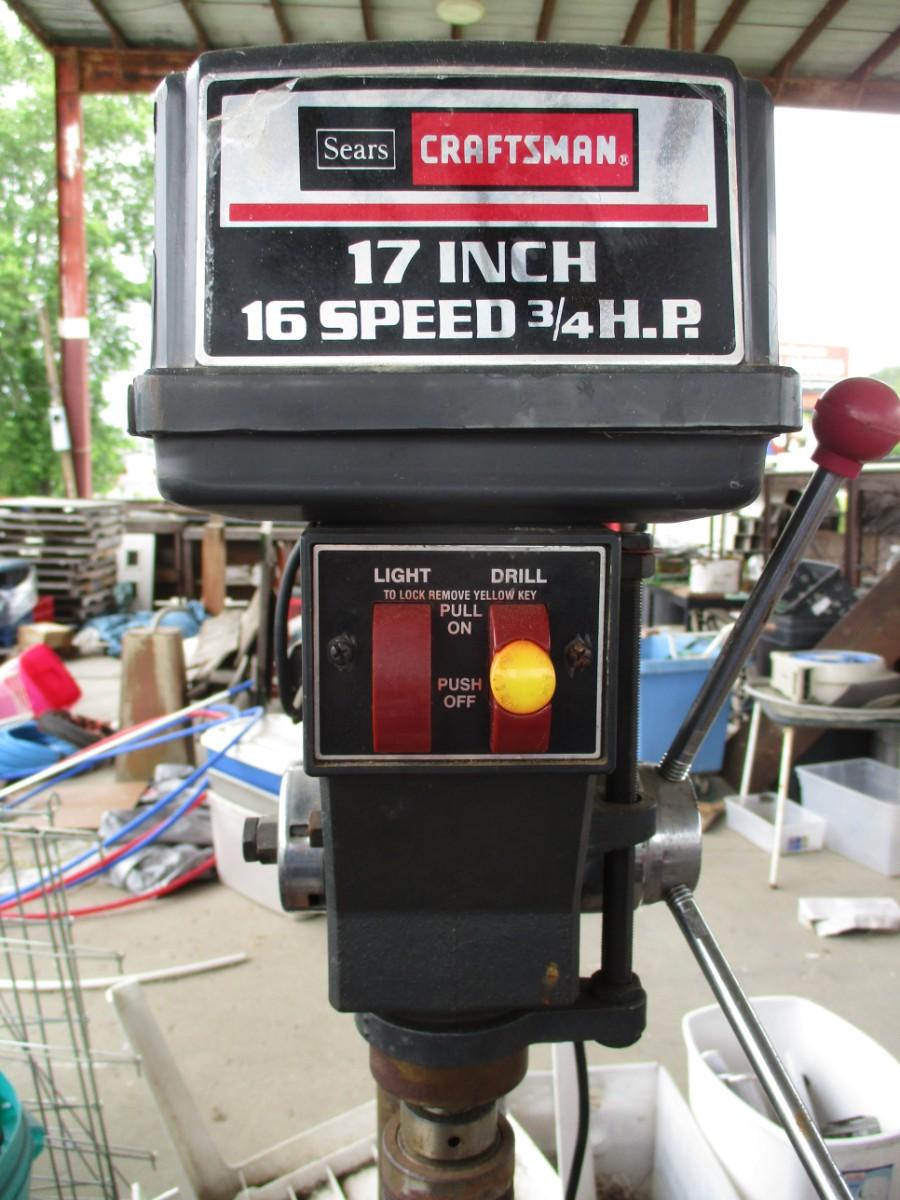 Sears CRAFTSMAN®
17 INCH
16 SPEED 3/4 H.P.
LIGHT DRILL
TO LOCK REMOVE YELLOW KEY
PULL
ON
PUSH
OFF